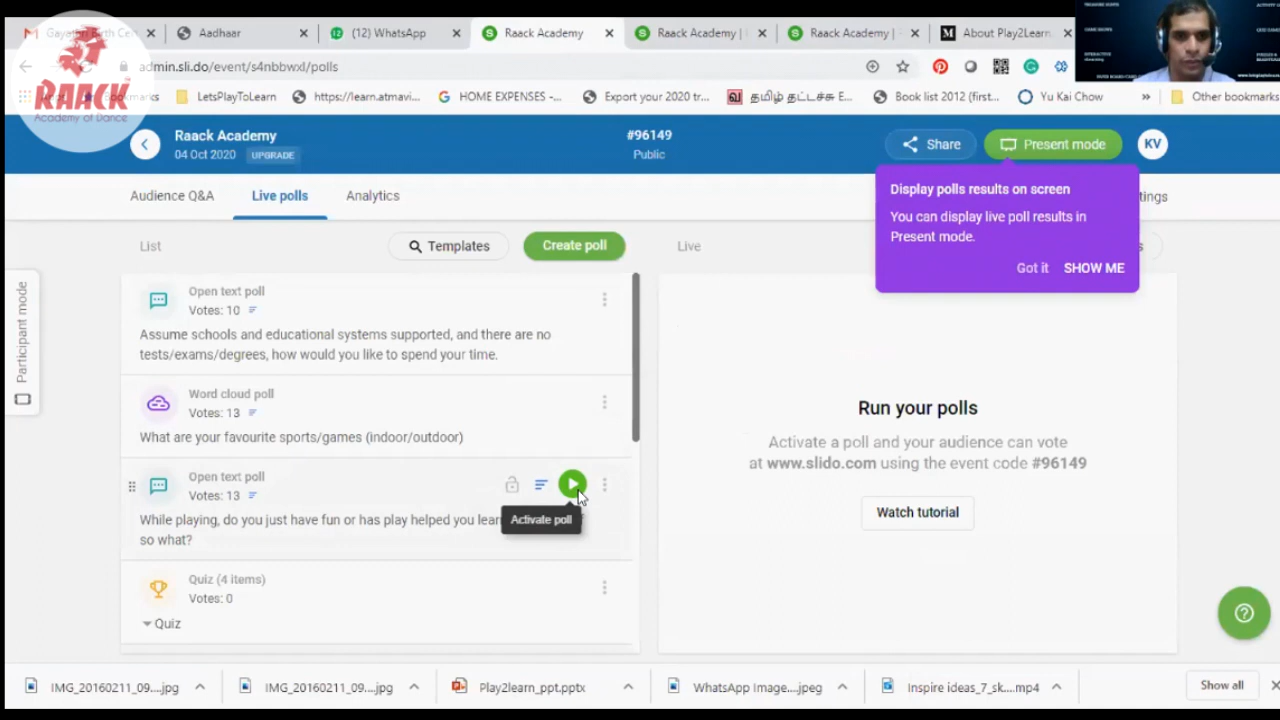 Gayathri Birth Cer
Aadhaar
(12) WhatsApp
Raack Academy
Raack Academy |
Raack Academy |
About Play2Learn
admin.sli.do/event/s4nbbwxl/polls
LetsPlayToLearn
https://learn.atmavi...
HOME EXPENSES -...
Export your 2020 tr...
தமிழ் தட்டச்சு E...
Book list 2012 (first...
Yu Kai Chow
»
Other bookmarks
RAACK
Academy of Dance
Raack Academy
04 Oct 2020
UPGRADE
#96149
Public
Share
Present mode
KV
Audience Q&A
Live polls
Analytics
Display polls results on screen
You can display live poll results in
Present mode.
Got it
SHOW ME
List
Templates
Create poll
Live
Participant mode
Open text poll
Votes: 10
Assume schools and educational systems supported, and there are no
tests/exams/degrees, how would you like to spend your time.
Word cloud poll
Votes: 13
What are your favourite sports/games (indoor/outdoor)
Open text poll
Votes: 13
Activate poll
While playing, do you just have fun or has play helped you
so what?
Quiz (4 items)
Votes: 0
Quiz
Run your polls
Activate a poll and your audience can vote
at www.slido.com using the event code #96149
Watch tutorial
IMG_20160211_09....jpg
IMG_20160211_09....jpg
Play2learn_ppt.pptx
WhatsApp Image....jpeg
Inspire ideas_7_sk....mp4
Show all